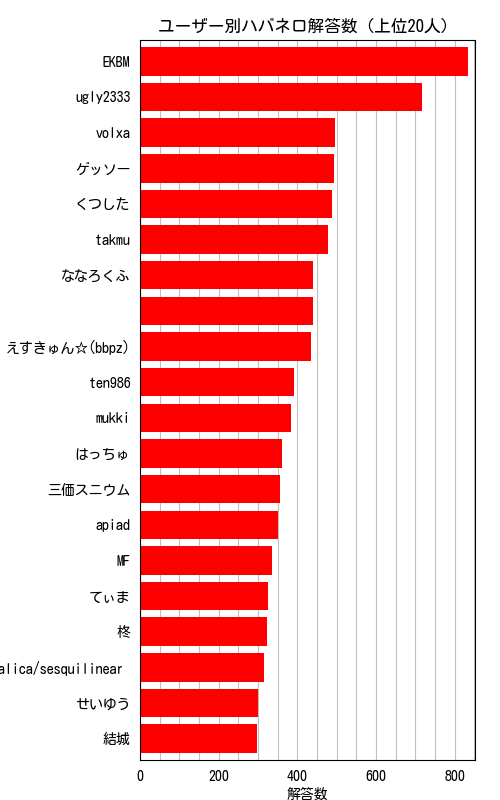 ユーザー別ハバネロ解答数（上位20人）
EKBM
ugly2333
volxa
ゲッソー
くつした
takmu
ななろくふ
えすきゅん☆(bbpz)
ten986
mukki
はっちゅ
三価スニウム
apiad
MF
てぃま
柊
alica/sesquilinear
せいゆう
結城
0 200 400 600 800
解答数